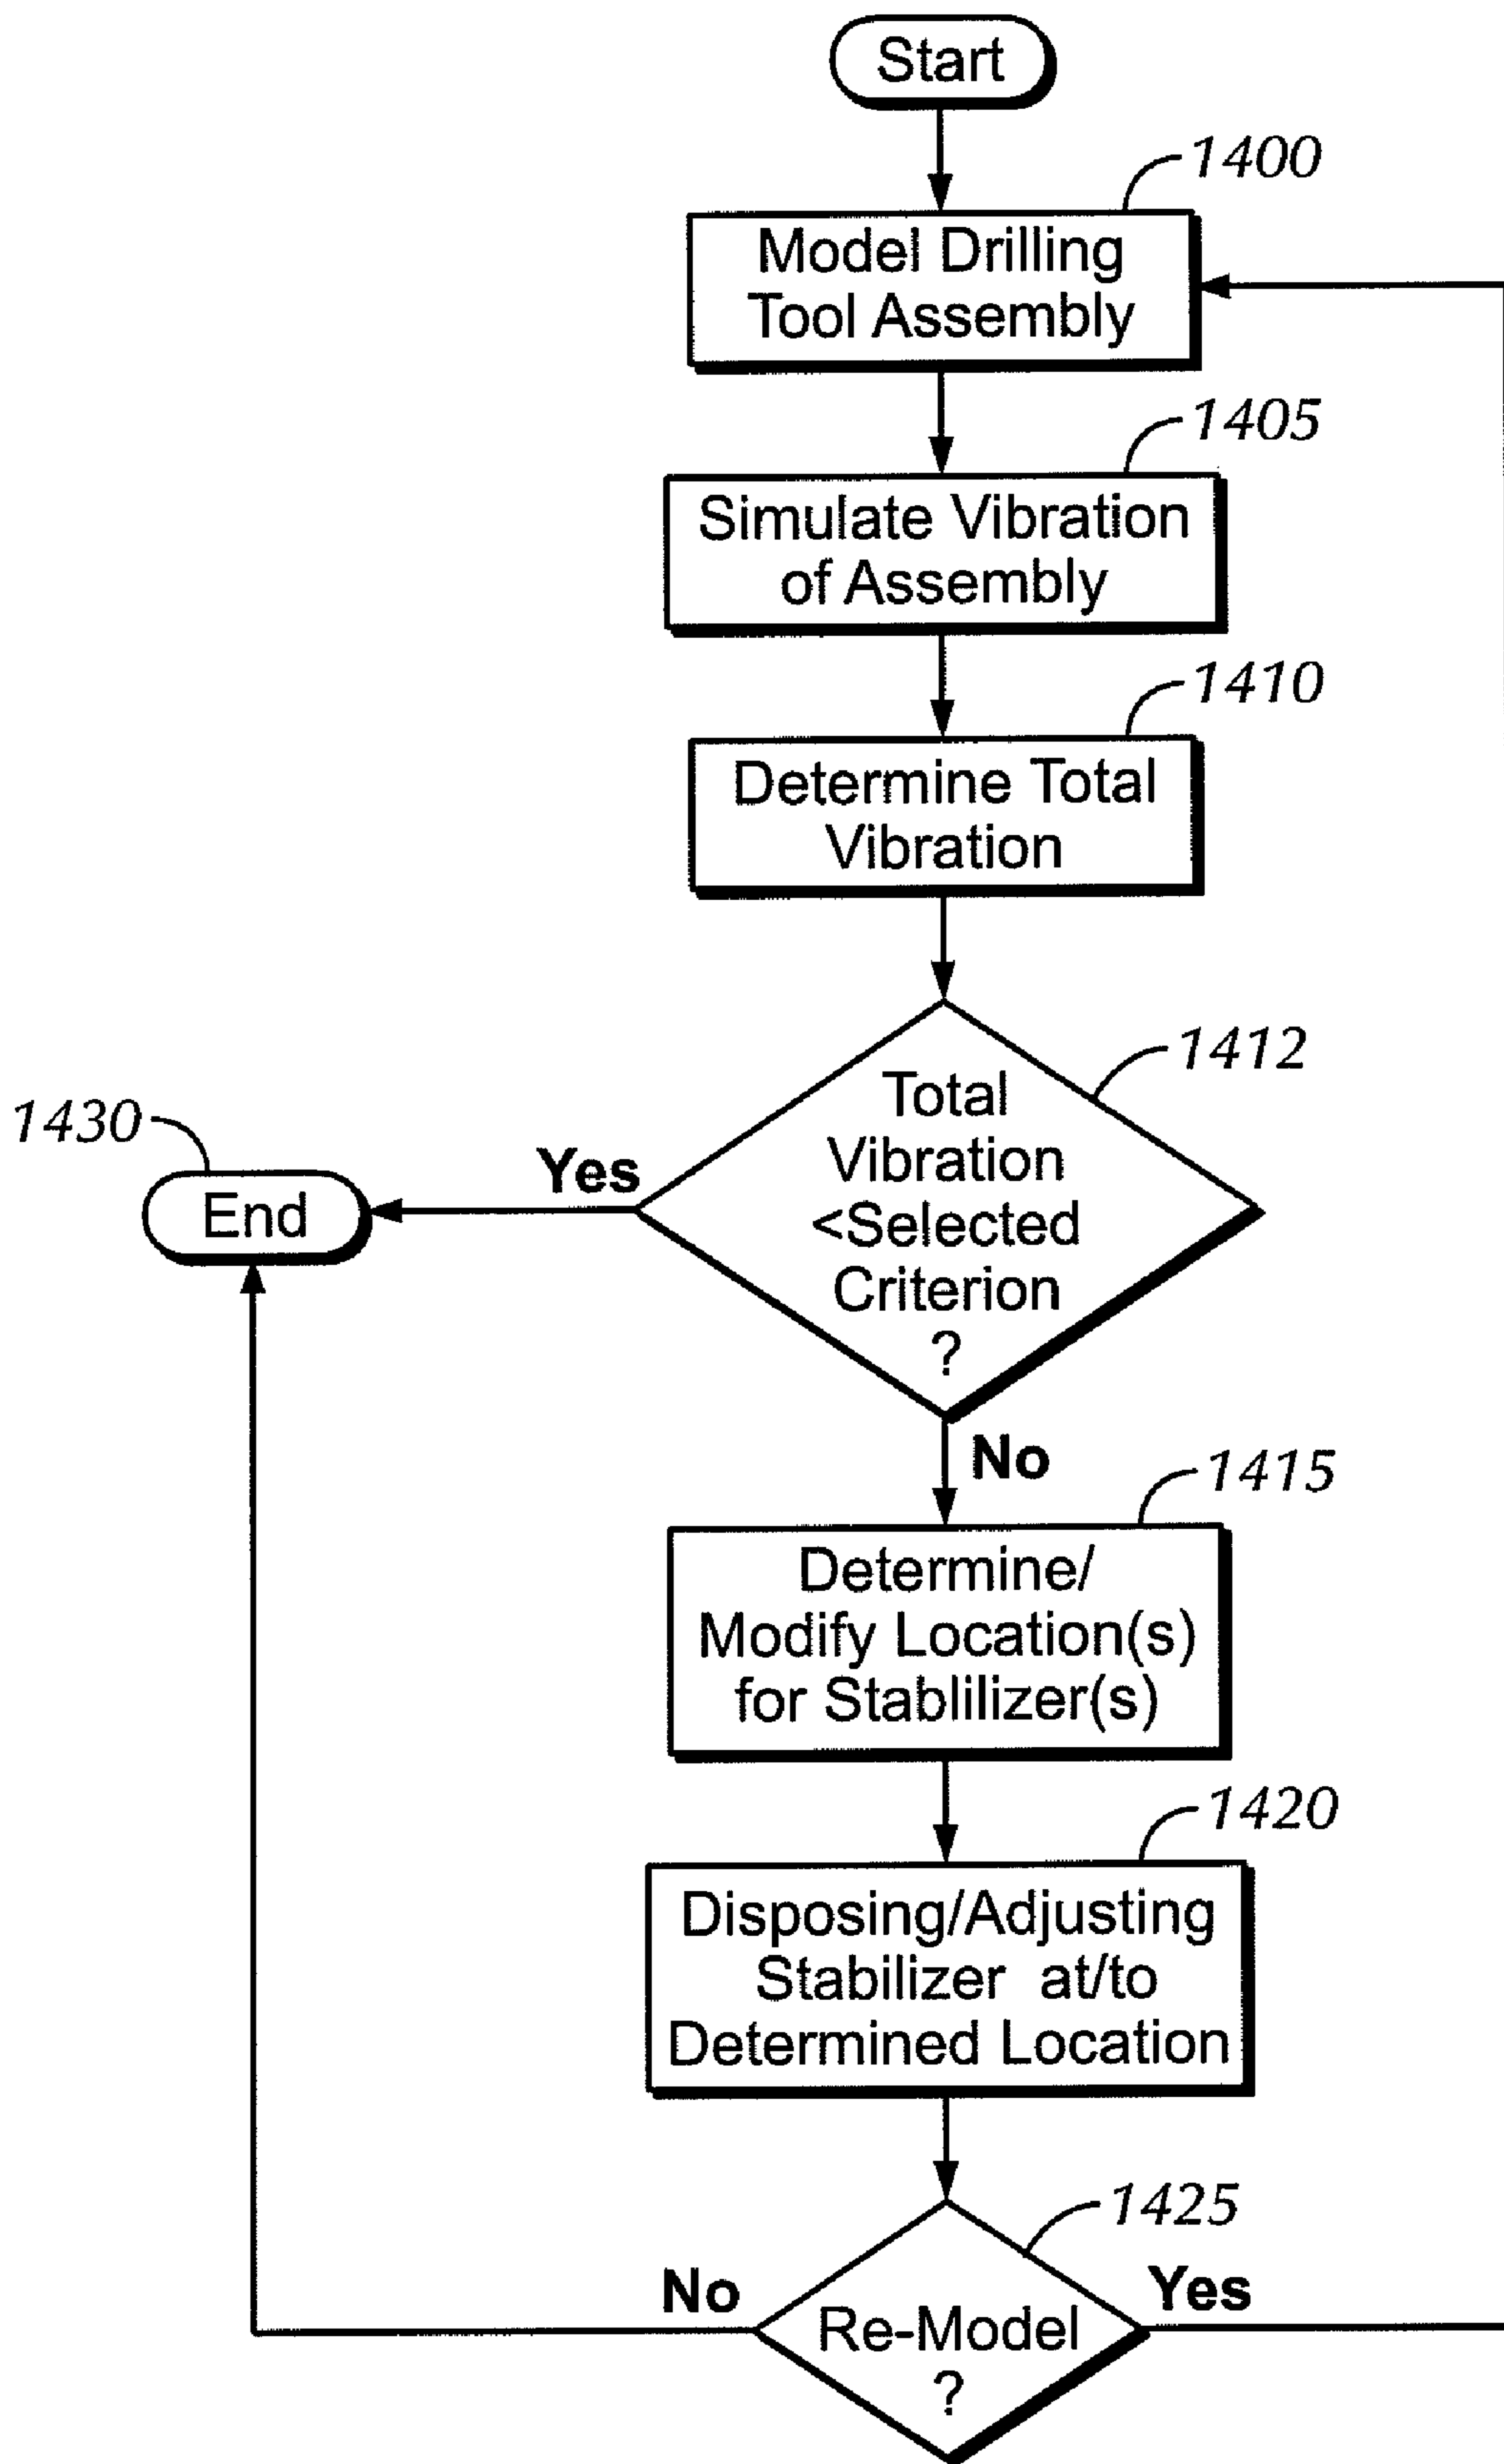 Start
1400
Model Drilling
Tool Assembly
1405
Simulate Vibration
of Assembly
1410
Determine Total
Vibration
1412
Total
Vibration
<Selected
Criterion
?
Yes
1430
End
No
1415
Determine/
Modify Location(s)
for Stablilizer(s)
1420
Disposing/Adjusting
Stabilizer at/to
Determined Location
1425
No
Yes
Re-Model
?